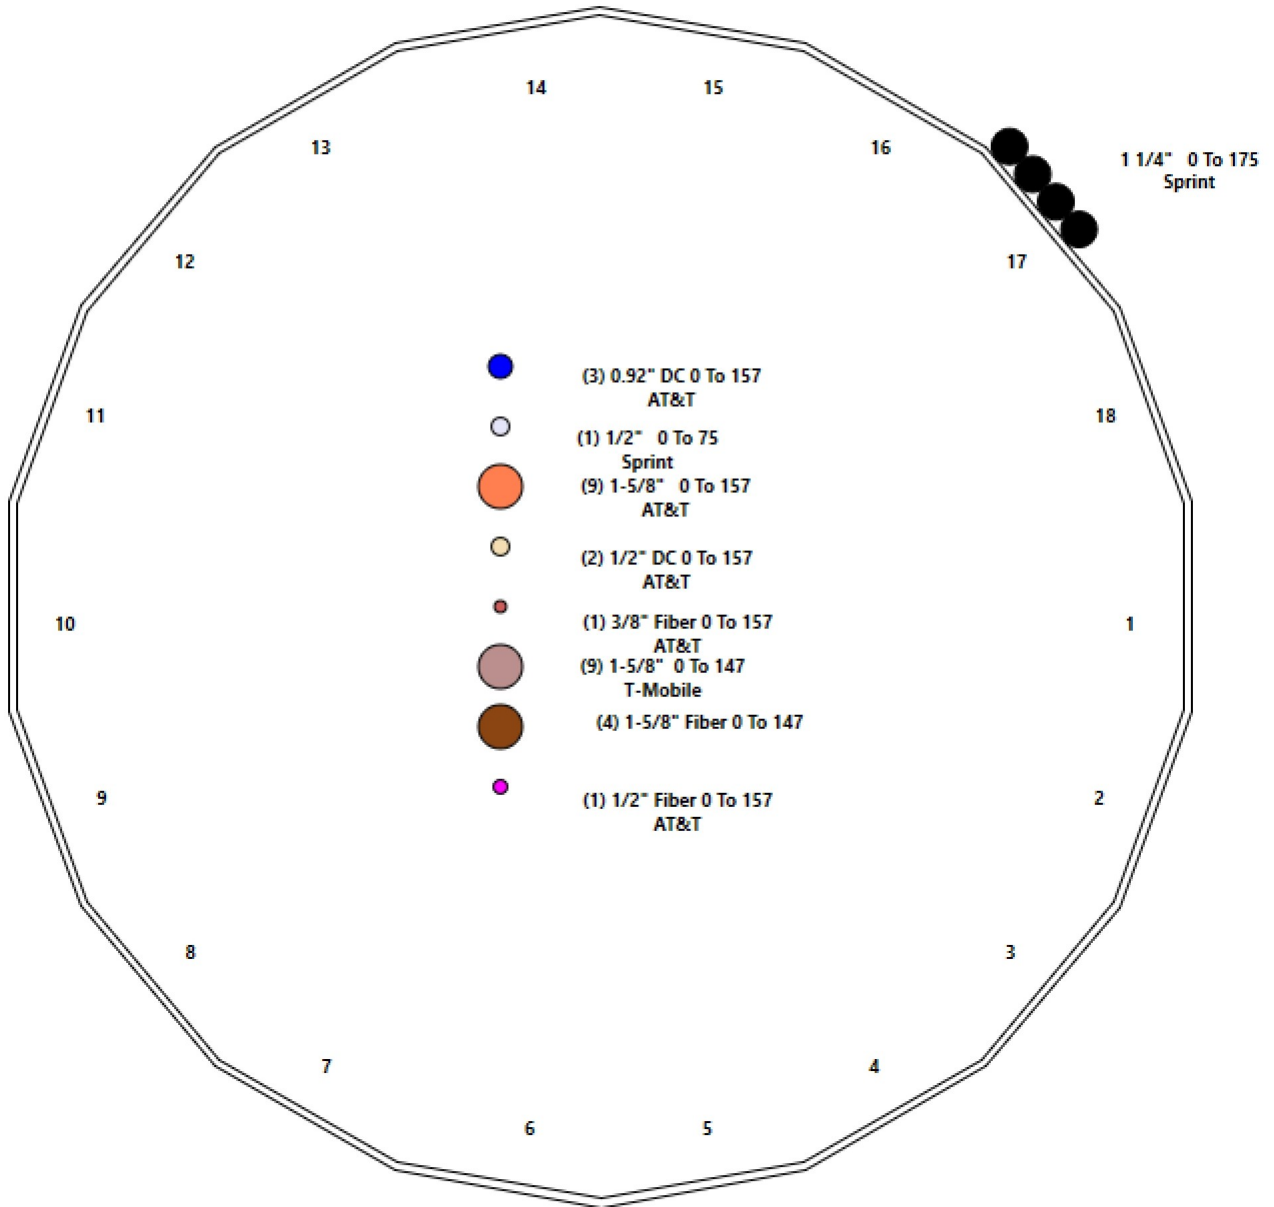 14
15
13
16
1 1/4" 0 To 175
Sprint
12
17
(3) 0.92" DC 0 To 157
AT&T
11
18
(1) 1/2" 0 To 75
Sprint
(9) 1-5/8" 0 To 157
AT&T
(2) 1/2" DC 0 To 157
AT&T
10
1
(1) 3/8" Fiber 0 To 157
AT&T
(9) 1-5/8" 0 To 147
T-Mobile
(4) 1-5/8" Fiber 0 To 147
9
2
(1) 1/2" Fiber 0 To 157
AT&T
8
3
7
4
6
5